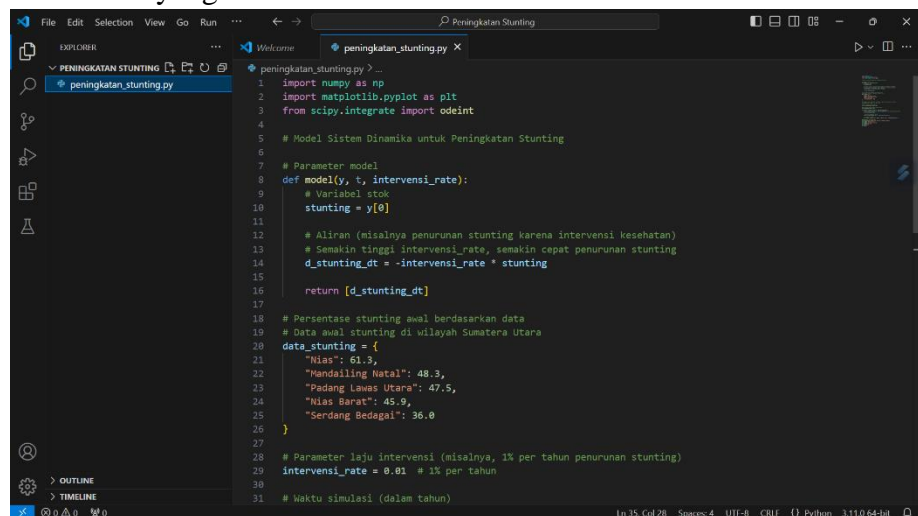 File Edit Selection View Go Run ...
Peningkatan Stunting
EXPLORER ...
PENINGKATAN STUNTING
peningkatan_stunting.py
OUTLINE
TIMELINE
Welcome
peningkatan_stunting.py
peningkatan_stunting.py > ...
1 import numpy as np
2 import matplotlib.pyplot as plt
3 from scipy.integrate import odeint
4
5 # Model Sistem Dinamika untuk Peningkatan Stunting
6
7 # Parameter model
8 def model(y, t, intervensi_rate):
9 # Variabel stok
10 stunting = y[0]
11
12 # Aliran (misalnya penurunan stunting karena intervensi kesehatan)
13 # Semakin tinggi intervensi_rate, semakin cepat penurunan stunting
14 d_stunting_dt = -intervensi_rate * stunting
15
16 return [d_stunting_dt]
17
18 # Persentase stunting awal berdasarkan data
19 # Data awal stunting di wilayah Sumatera Utara
20 data_stunting = {
21 "Nias": 61.3,
22 "Mandailing Natal": 48.3,
23 "Padang Lawas Utara": 47.5,
24 "Nias Barat": 45.9,
25 "Serdang Bedagai": 36.0
26 }
27
28 # Parameter laju intervensi (misalnya, 1% per tahun penurunan stunting)
29 intervensi_rate = 0.01 # 1% per tahun
30
31 # Waktu simulasi (dalam tahun)
0 0 0 Ln 35, Col 28 Spaces: 4 UTF-8 CRLF {} Python 3.11.0 64-bit